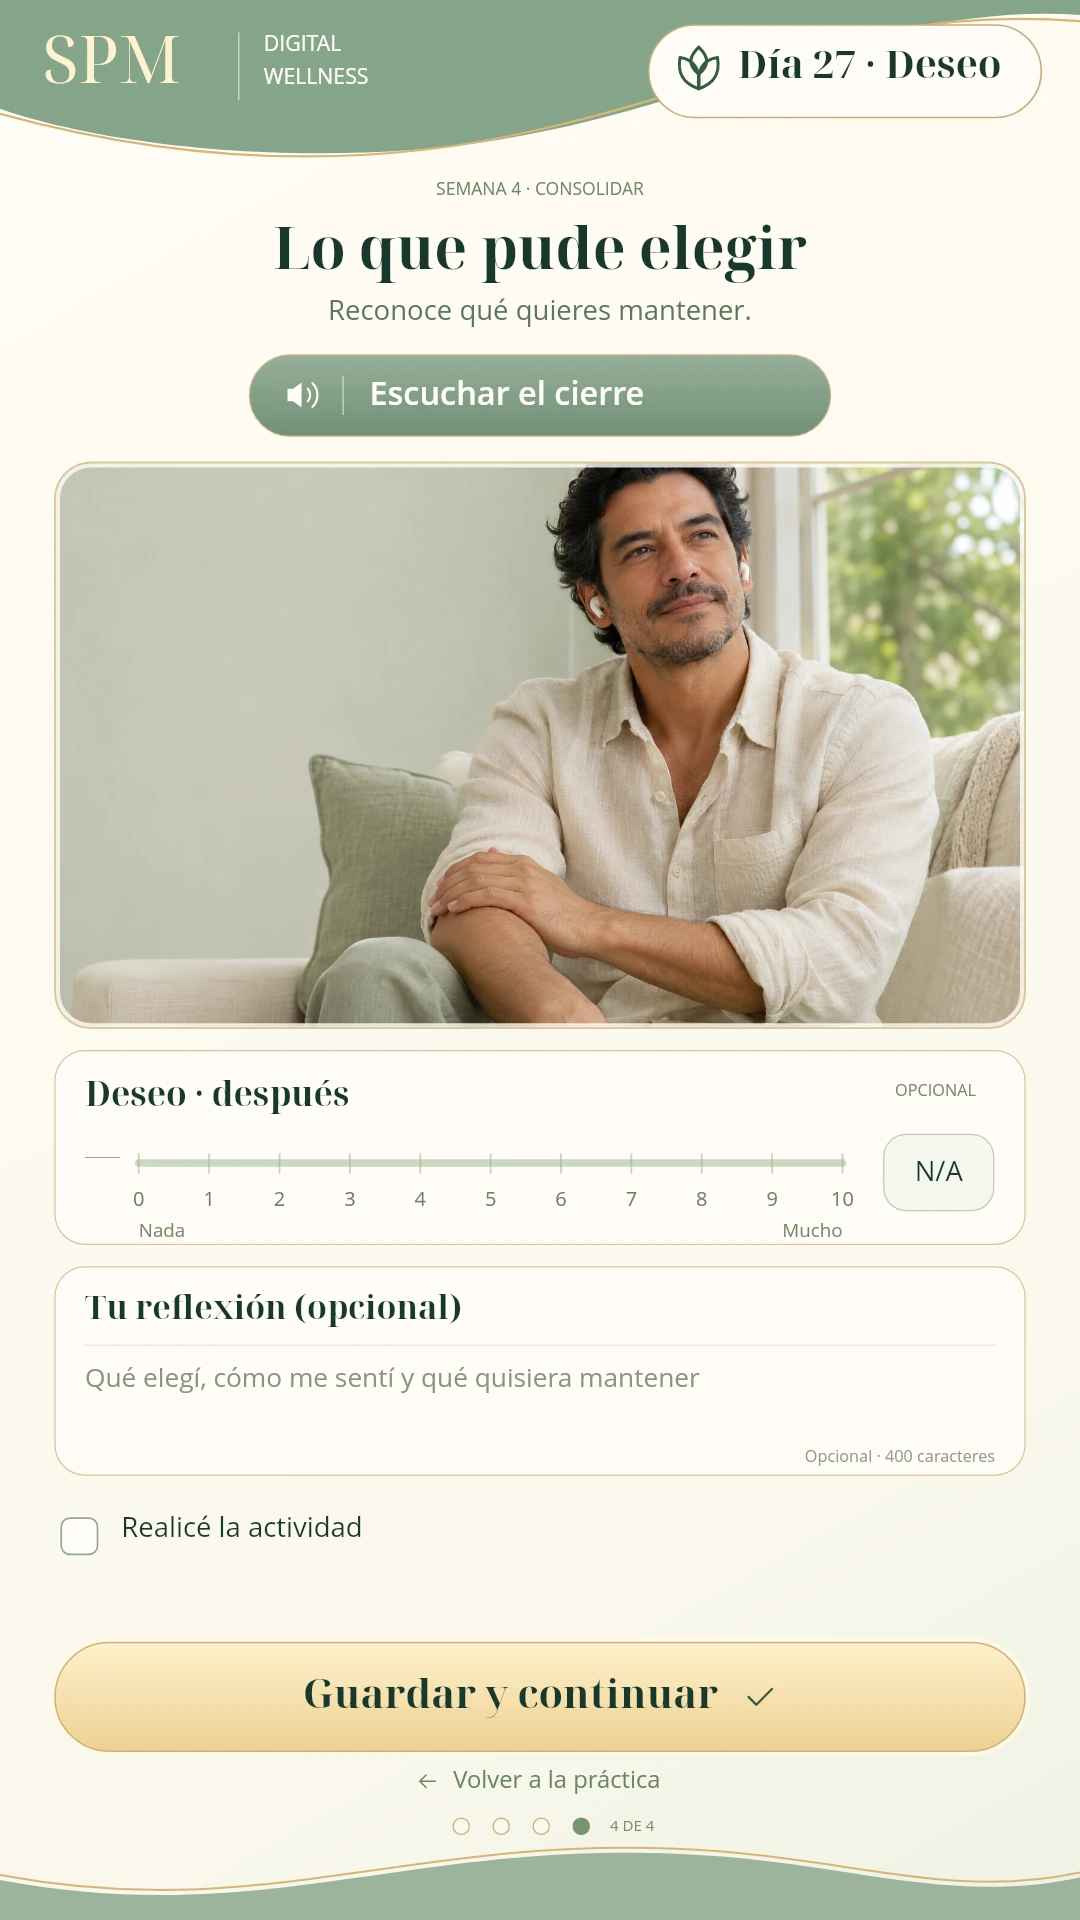 SPM
DIGITAL
WELLNESS
Día 27 · Deseo
SEMANA 4 · CONSOLIDAR
Lo que pude elegir
Reconoce qué quieres mantener.
Escuchar el cierre
Deseo · después
OPCIONAL
0 1 2 3 4 5 6 7 8 9 10
N/A
Nada Mucho
Tu reflexión (opcional)
Qué elegí, cómo me sentí y qué quisiera mantener
Opcional · 400 caracteres
Realicé la actividad
Guardar y continuar
← Volver a la práctica
4 DE 4